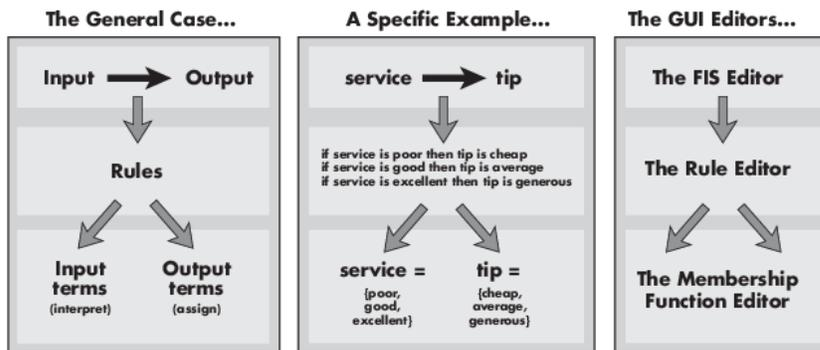 The General Case...
Input Output
Rules
Input
terms
(interpret)
Output
terms
(assign)
A Specific Example...
service tip
if service is poor then tip is cheap
if service is good then tip is average
if service is excellent then tip is generous
service =
{poor,
good,
excellent}
tip =
{cheap,
average,
generous}
The GUI Editors...
The FIS Editor
The Rule Editor
The Membership
Function Editor